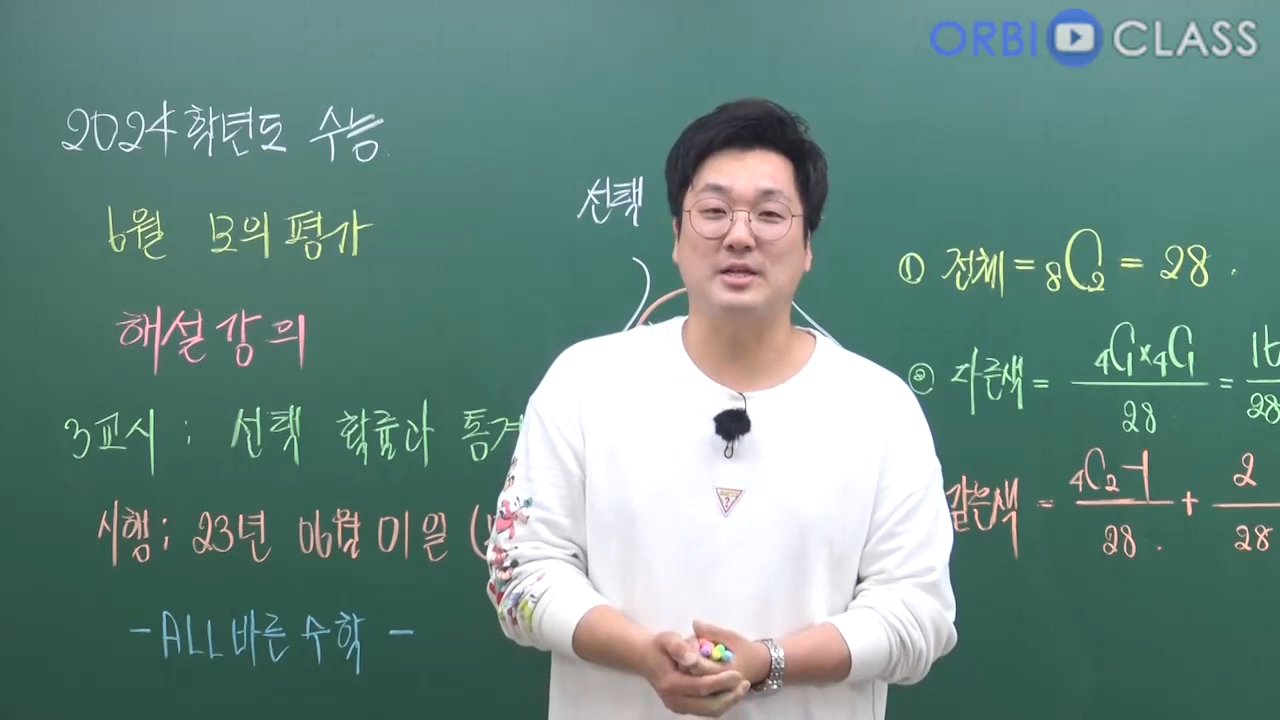 ORBI CLASS
2024학년도 수능
6월 모의평가
해설강의
3교시 : 선택 확률과 통계
시행 : 23년 06월 01일 (
-ALL바른수학-
선택
① 전체 = ₈C₂ = 28.
② 다른색 = ₄C₁×₄C₁/28 = 16/28
같은색 = ₄C₂-1/28 + 2/28